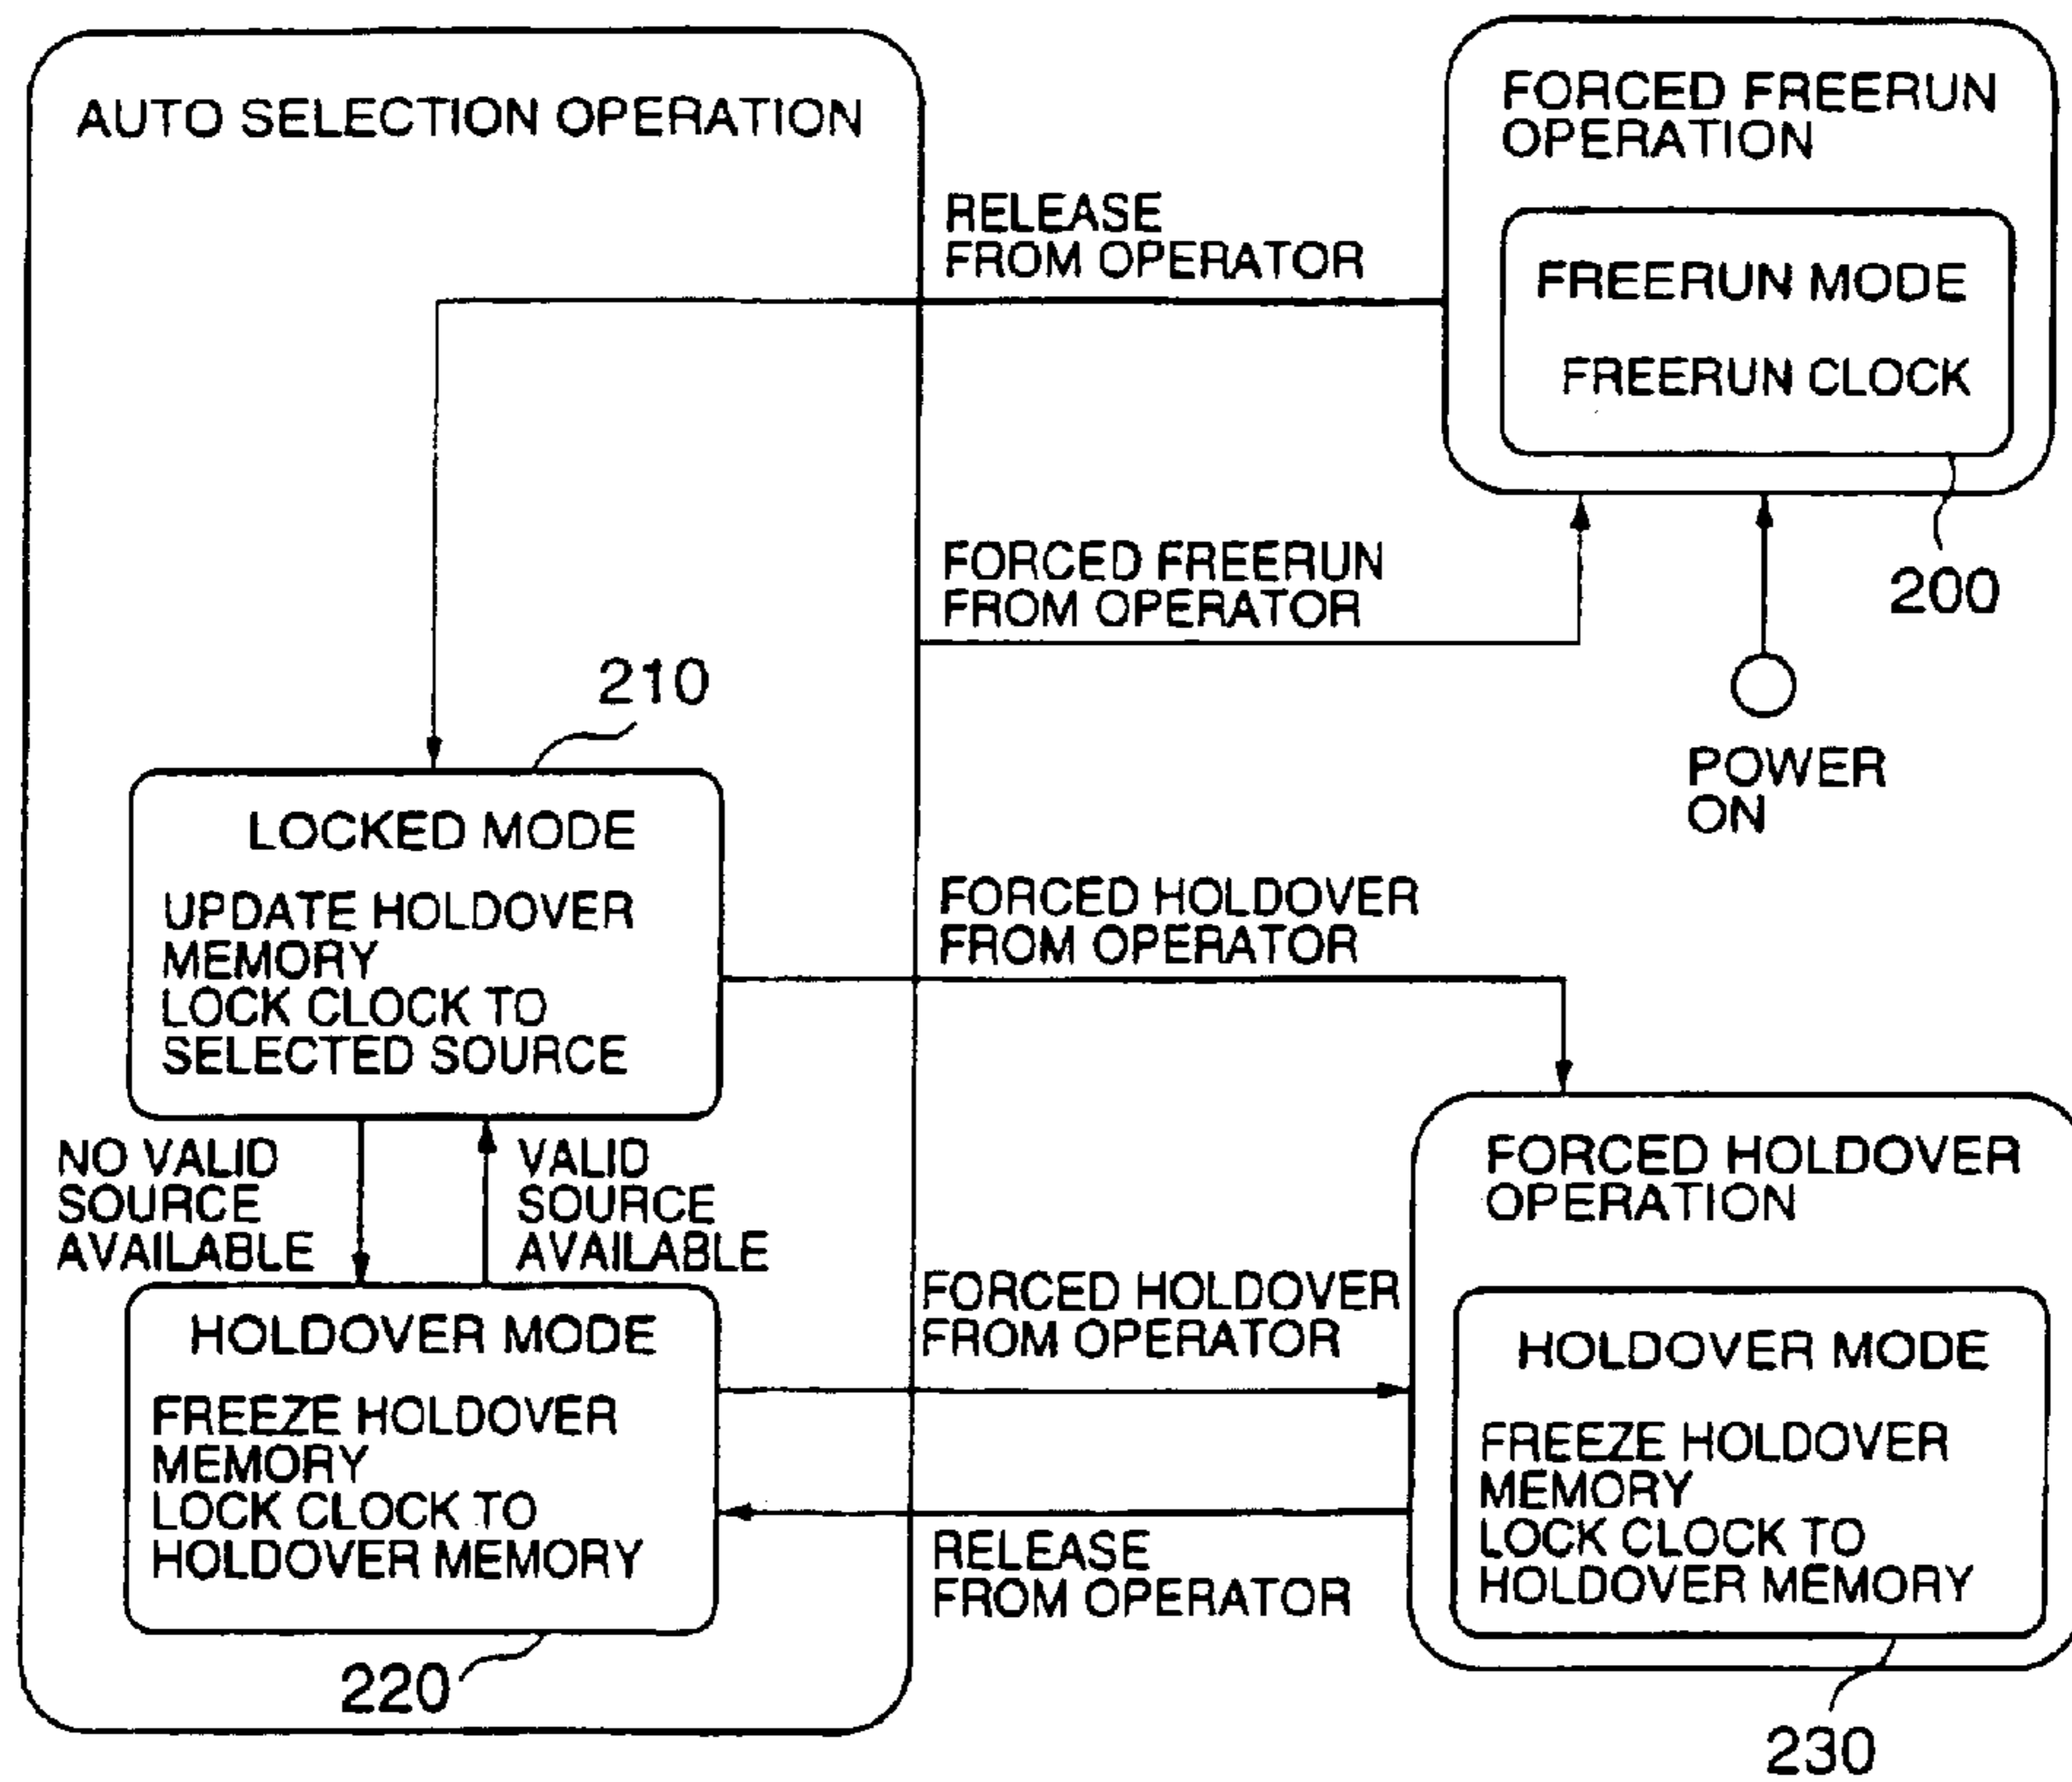 AUTO SELECTION OPERATION
FORCED FREERUN
OPERATION
FREERUN MODE
FREERUN CLOCK
200
RELEASE
FROM OPERATOR
FORCED FREERUN
FROM OPERATOR
POWER
ON
210
LOCKED MODE
UPDATE HOLDOVER
MEMORY
LOCK CLOCK TO
SELECTED SOURCE
FORCED HOLDOVER
FROM OPERATOR
NO VALID
SOURCE
AVAILABLE
VALID
SOURCE
AVAILABLE
HOLDOVER MODE
FREEZE HOLDOVER
MEMORY
LOCK CLOCK TO
HOLDOVER MEMORY
220
FORCED HOLDOVER
FROM OPERATOR
RELEASE
FROM OPERATOR
FORCED HOLDOVER
OPERATION
HOLDOVER MODE
FREEZE HOLDOVER
MEMORY
LOCK CLOCK TO
HOLDOVER MEMORY
230